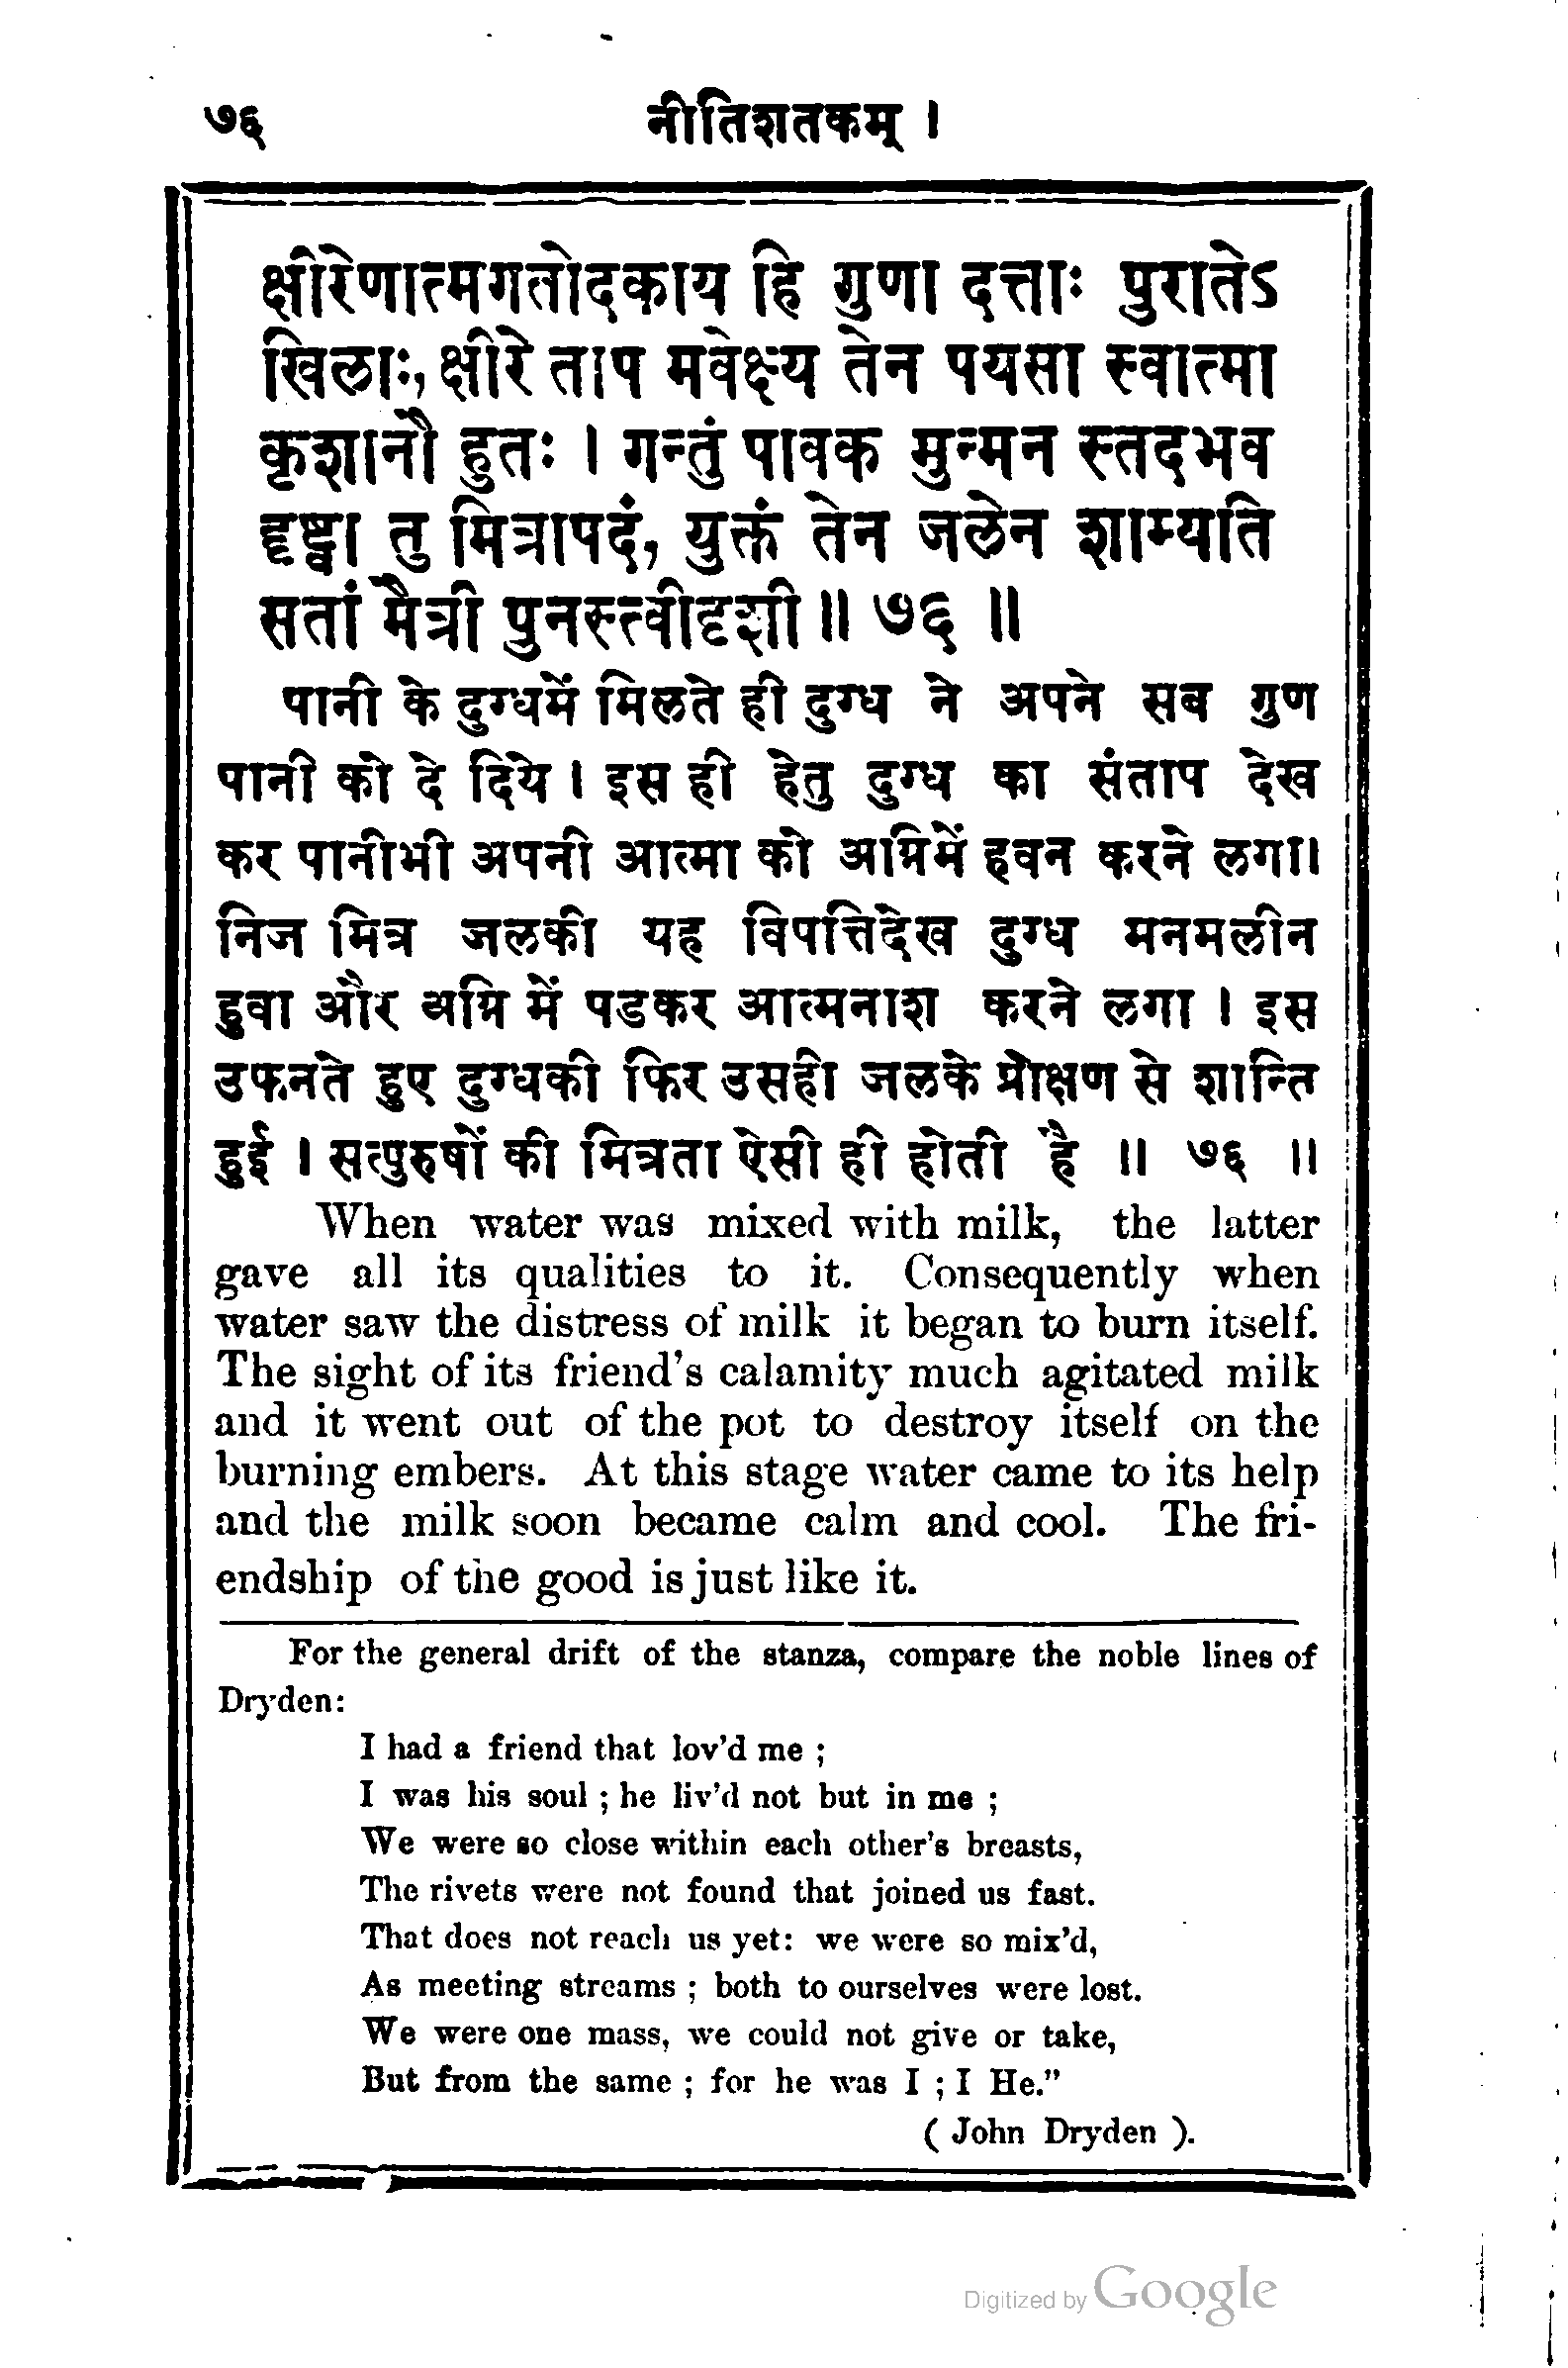 ७६
नीतिशतकम् ।
क्षीरेणात्मगतोदकाय हि गुणा दत्ताः पुरातेऽ
खिलाः, क्षीरे ताप मवेक्ष्य तेन पयसा स्वात्मा
कृशानौ हुतः । गन्तुं पावक मुन्मन स्तदभव
दृष्ट्वा तु मित्रापदं, युक्तं तेन जलेन शाम्यति
सतां मैत्री पुनस्त्वीदृशी ॥ ७६ ॥
पानी के दुग्धमें मिलते ही दुग्ध ने अपने सब गुण
पानी को दे दिये । इस ही हेतु दुग्ध का संताप देख
कर पानीभी अपनी आत्मा को अग्निमें हवन करने लगा।
निज मित्र जलकी यह विपत्तिदेख दुग्ध मनमलीन
हुवा और अग्नि में पडकर आत्मनाश करने लगा । इस
उफनते हुए दुग्धकी फिर उसही जलके प्रोक्षण से शान्ति
हुई । सत्पुरुषों की मित्रता ऐसी ही होती है ॥ ७६ ॥
When water was mixed with milk, the latter
gave all its qualities to it. Consequently when
water saw the distress of milk it began to burn itself.
The sight of its friend's calamity much agitated milk
and it went out of the pot to destroy itself on the
burning embers. At this stage water came to its help
and the milk soon became calm and cool. The fri-
endship of the good is just like it.
For the general drift of the stanza, compare the noble lines of
Dryden:
I had a friend that lov'd me ;
I was his soul ; he liv'd not but in me ;
We were so close within each other's breasts,
The rivets were not found that joined us fast.
That does not reach us yet: we were so mix'd,
As meeting streams ; both to ourselves were lost.
We were one mass, we could not give or take,
But from the same ; for he was I ; I He."
( John Dryden ).
Digitized by Google